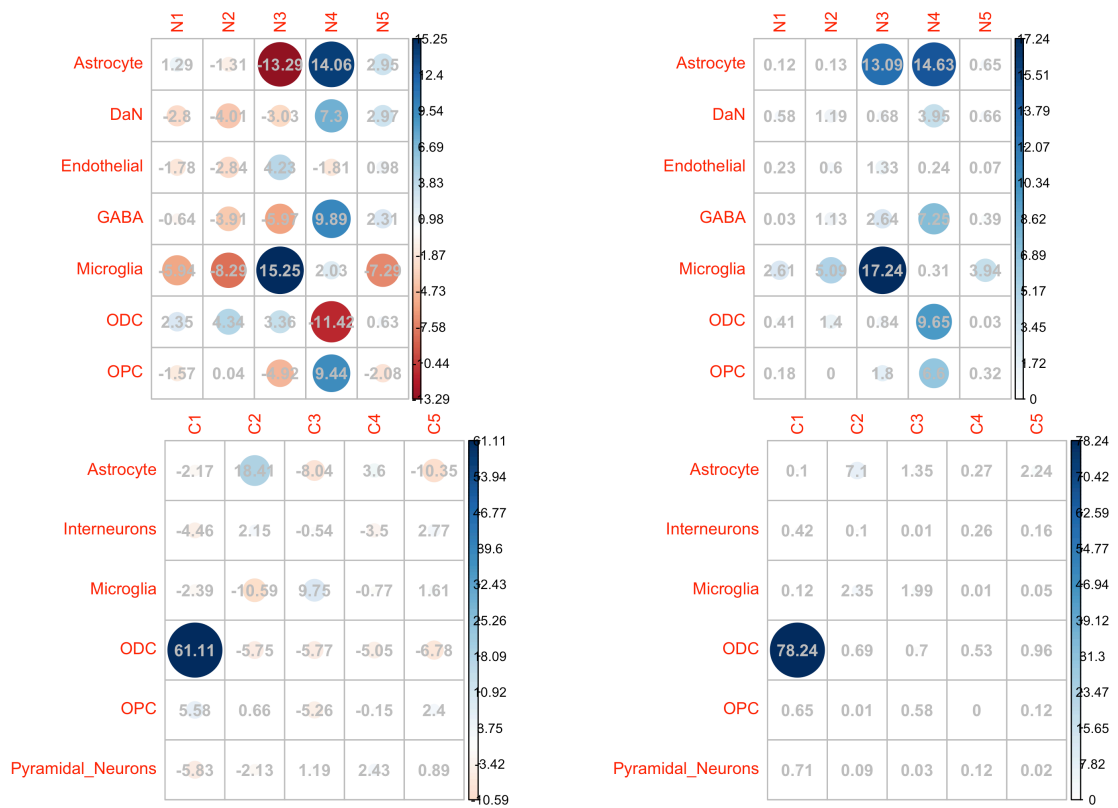 N1 N2 N3 N4 N5
Astrocyte 1.29 -1.31 -13.29 14.06 2.95
DaN -2.8 -4.01 -3.03 7.3 2.97
Endothelial -1.78 -2.84 4.23 -1.81 0.98
GABA -0.64 -3.91 9.89 2.31
Microglia -8.29 15.25 2.03 -7.29
ODC 2.35 4.34 3.36 -11.42 0.63
OPC -1.57 0.04 -4.92 9.44 -2.08
15.25
12.4
9.54
6.69
3.83
0.98
-1.87
-4.73
-7.58
-10.44
-13.29
N1 N2 N3 N4 N5
Astrocyte 0.12 0.13 13.09 14.63 0.65
DaN 0.58 1.19 0.68 3.95 0.66
Endothelial 0.23 0.6 1.33 0.24 0.07
GABA 0.03 1.13 2.64 7.25 0.39
Microglia 2.61 5.09 17.24 0.31 3.94
ODC 0.41 1.4 0.84 9.65 0.03
OPC 0.18 0 1.8 0.32
17.24
15.51
13.79
12.07
10.34
8.62
6.89
5.17
3.45
1.72
0
C1 C2 C3 C4 C5
Astrocyte -2.17 18.41 -8.04 3.6 -10.35
Interneurons -4.46 2.15 -0.54 -3.5 2.77
Microglia -2.39 -10.59 9.75 -0.77 1.61
ODC 61.11 -5.75 -5.77 -5.05 -6.78
OPC 5.58 0.66 -5.26 -0.15 2.4
Pyramidal_Neurons -5.83 -2.13 1.19 2.43 0.89
61.11
53.94
46.77
39.6
32.43
25.26
18.09
10.92
3.75
-3.42
-10.59
C1 C2 C3 C4 C5
Astrocyte 0.1 7.1 1.35 0.27 2.24
Interneurons 0.42 0.1 0.01 0.26 0.16
Microglia 0.12 2.35 1.99 0.01 0.05
ODC 78.24 0.69 0.7 0.53 0.96
OPC 0.65 0.01 0.58 0 0.12
Pyramidal_Neurons 0.71 0.09 0.03 0.12 0.02
78.24
70.42
62.59
54.77
46.94
39.12
31.3
23.47
15.65
7.82
0